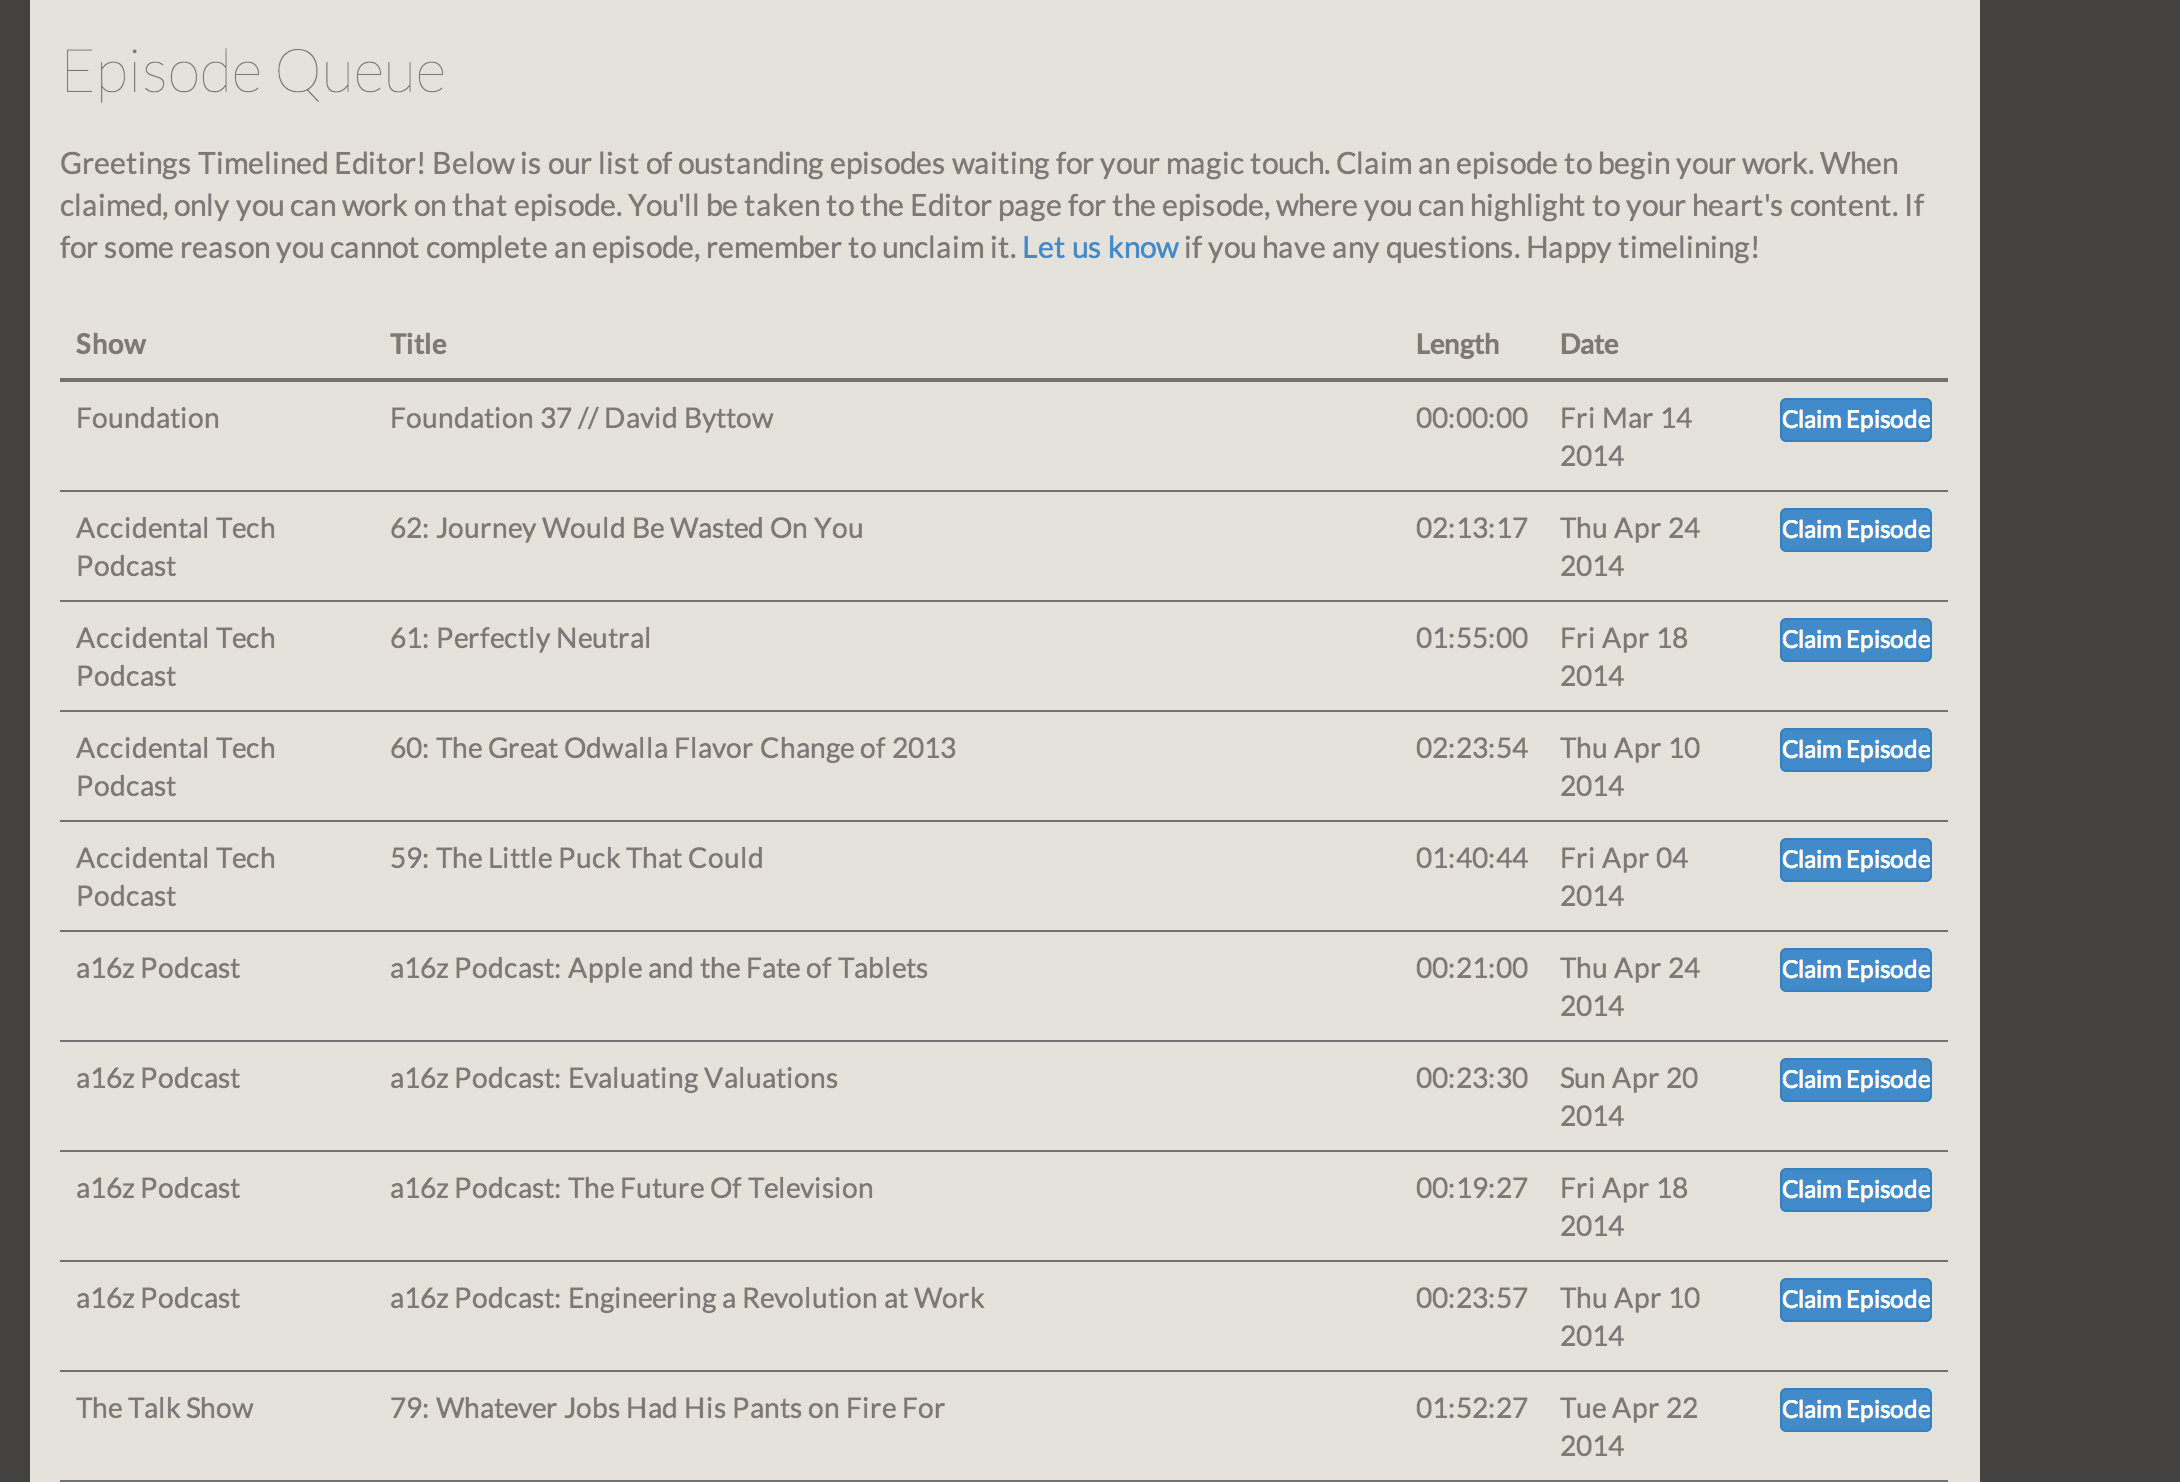 Episode Queue
Greetings Timelined Editor! Below is our list of oustanding episodes waiting for your magic touch. Claim an episode to begin your work. When
claimed, only you can work on that episode. You'll be taken to the Editor page for the episode, where you can highlight to your heart's content. If
for some reason you cannot complete an episode, remember to unclaim it. Let us know if you have any questions. Happy timelining!
Show Title Length Date
Foundation Foundation 37 // David Byttow 00:00:00 Fri Mar 14 Claim Episode
2014
Accidental Tech 62: Journey Would Be Wasted On You 02:13:17 Thu Apr 24 Claim Episode
Podcast 2014
Accidental Tech 61: Perfectly Neutral 01:55:00 Fri Apr 18 Claim Episode
Podcast 2014
Accidental Tech 60: The Great Odwalla Flavor Change of 2013 02:23:54 Thu Apr 10 Claim Episode
Podcast 2014
Accidental Tech 59: The Little Puck That Could 01:40:44 Fri Apr 04 Claim Episode
Podcast 2014
a16z Podcast a16z Podcast: Apple and the Fate of Tablets 00:21:00 Thu Apr 24 Claim Episode
2014
a16z Podcast a16z Podcast: Evaluating Valuations 00:23:30 Sun Apr 20 Claim Episode
2014
a16z Podcast a16z Podcast: The Future Of Television 00:19:27 Fri Apr 18 Claim Episode
2014
a16z Podcast a16z Podcast: Engineering a Revolution at Work 00:23:57 Thu Apr 10 Claim Episode
2014
The Talk Show 79: Whatever Jobs Had His Pants on Fire For 01:52:27 Tue Apr 22 Claim Episode
2014